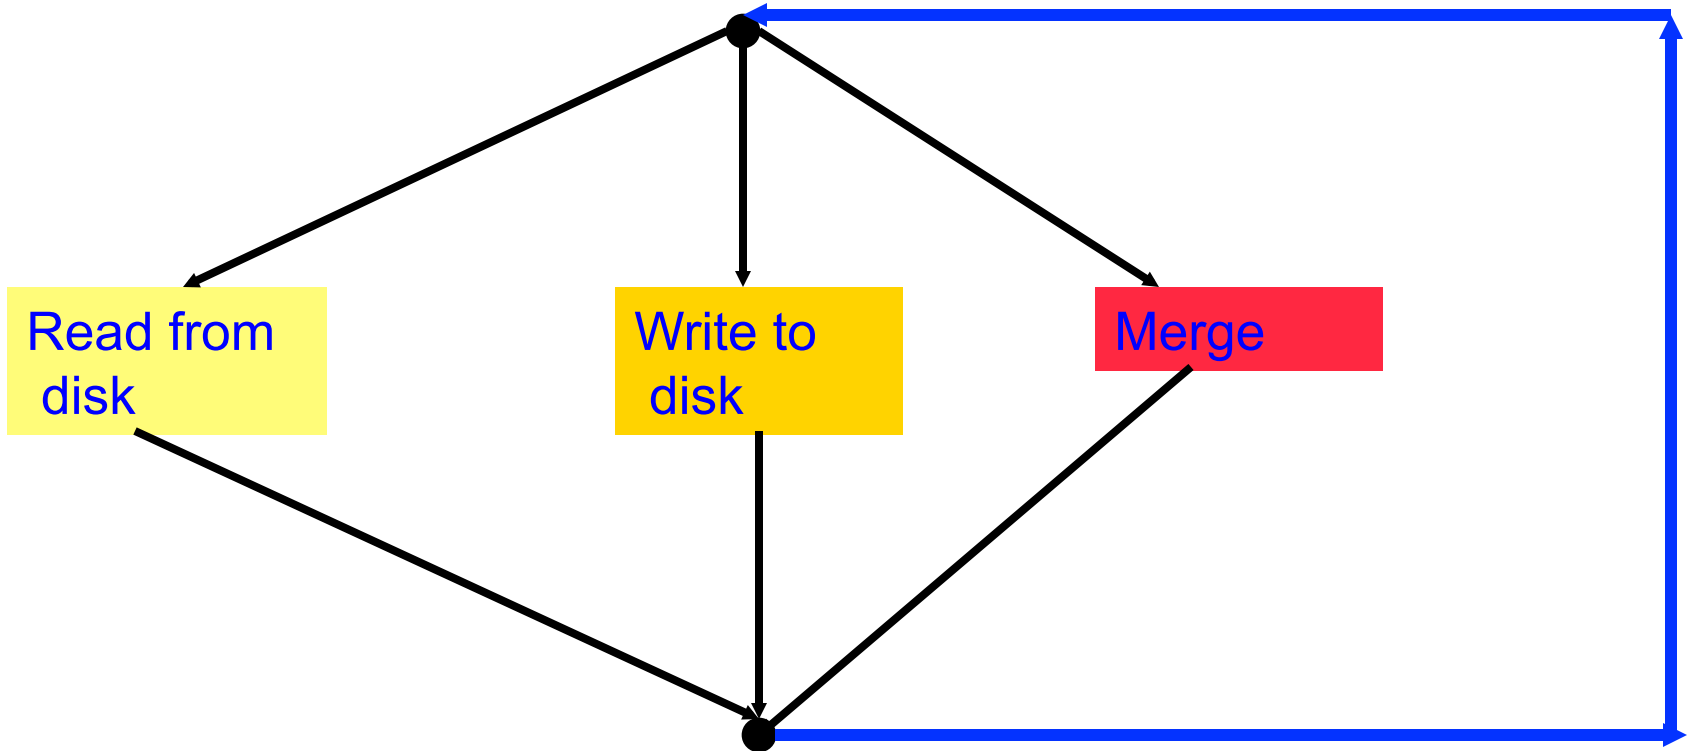 Read from
disk
Write to
disk
Merge